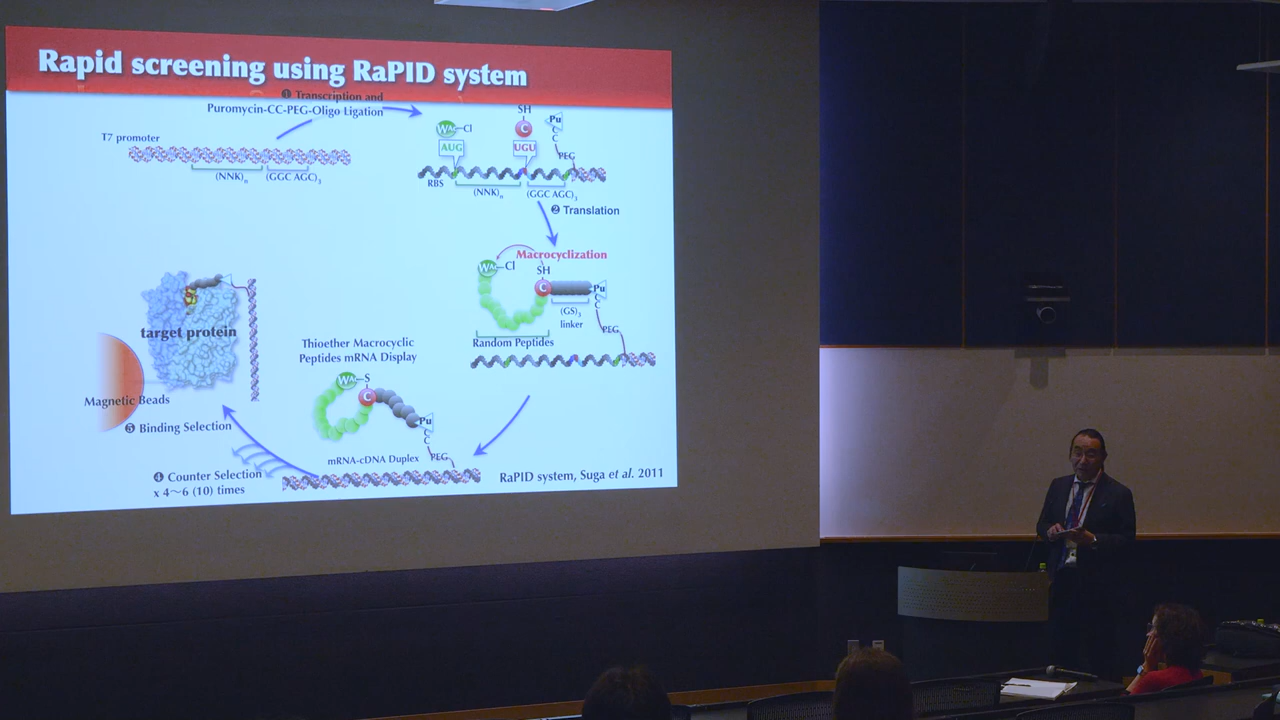 Rapid screening using RaPID system
❶ Transcription and
Puromycin-CC-PEG-Oligo Ligation
T7 promoter
(NNK)n
(GGC AGC)3
Cl
AUG
SH
C
UGU
Pu
C
C
PEG
RBS
(NNK)n
(GGC AGC)3
❷ Translation
Macrocyclization
Cl
SH
C
Pu
C
C
(GS)3
linker
PEG
Random Peptides
Thioether Macrocyclic
Peptides mRNA Display
S
C
Pu
C
C
PEG
mRNA-cDNA Duplex
target protein
Magnetic Beads
❺ Binding Selection
❹ Counter Selection
x 4～6 (10) times
RaPID system, Suga et al. 2011